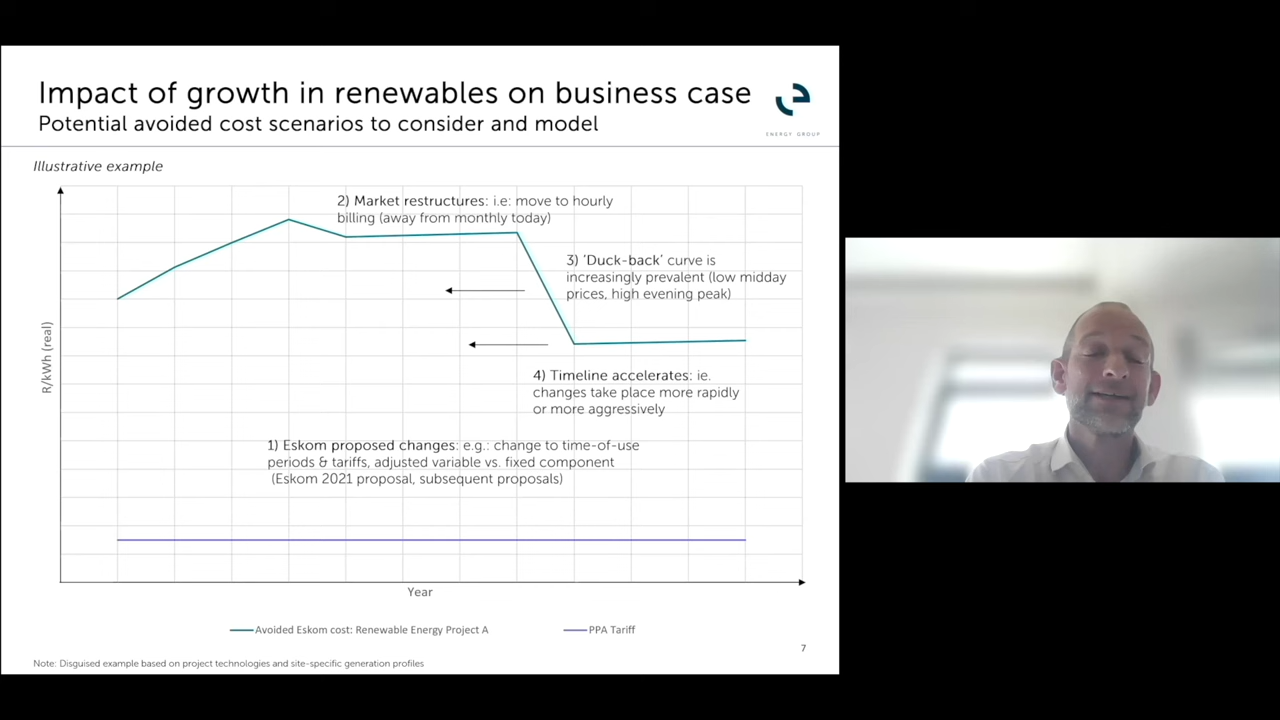 Impact of growth in renewables on business case
Potential avoided cost scenarios to consider and model
ENERGY GROUP
Illustrative example
2) Market restructures: i.e: move to hourly
billing (away from monthly today)
3) ‘Duck-back’ curve is
increasingly prevalent (low midday
prices, high evening peak)
R/kWh (real)
4) Timeline accelerates: ie.
changes take place more rapidly
or more aggressively
1) Eskom proposed changes: e.g.: change to time-of-use
periods & tariffs, adjusted variable vs. fixed component
(Eskom 2021 proposal, subsequent proposals)
Year
Avoided Eskom cost: Renewable Energy Project A
PPA Tariff
7
Note: Disguised example based on project technologies and site-specific generation profiles